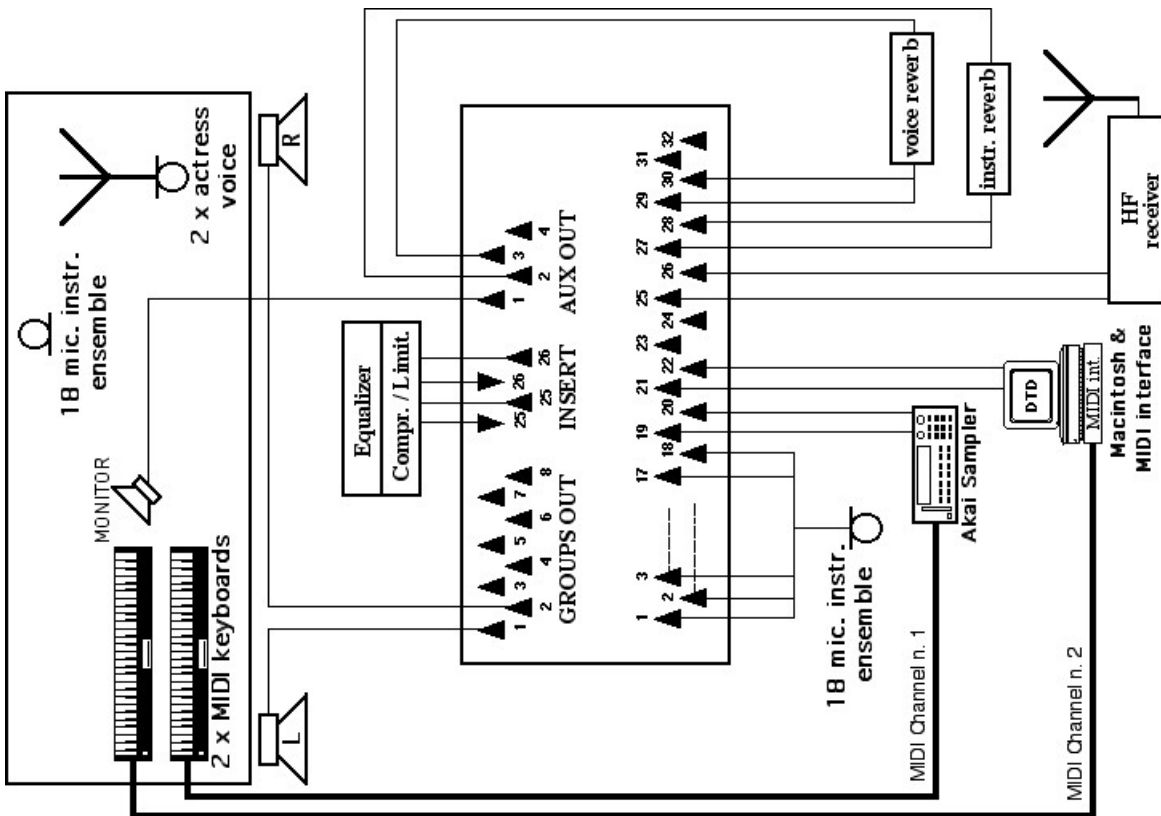 2 x actress
voice
18 mic. instr.
ensemble
MONITOR
2 x MIDI keyboards
R
L
Equalizer
Compr. / Limit.
voice reverb
instr. reverb
1 2 3 4 5 6 7 8
GROUPS OUT
25 25 26 26
INSERT
1 2 3 4
AUX OUT
1 2 3 17 18 19 20 21 22 23 24 25 26 27 28 29 30 31 32
18 mic. instr.
ensemble
Akai Sampler
DTD
MIDI int.
Macintosh &
MIDI interface
HF
receiver
MIDI Channel n. 1
MIDI Channel n. 2